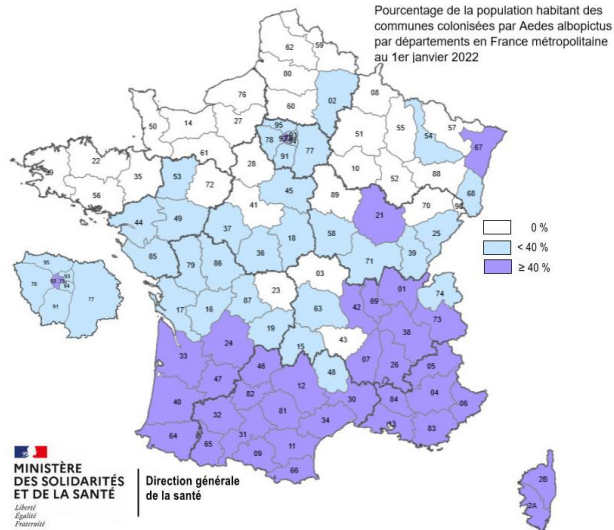 Pourcentage de la population habitant des
communes colonisées par Aedes albopictus
par départements en France métropolitaine
au 1er janvier 2022
62 59
80
76 02 08
60
50 14 27
95
78 77
91
51 55 54 57 67
61
29 22
35 53 72 28
10 52 88 68
56
45 89 70 90
41
44 49 37 18 58 21 25
36
85 79 86 71 39
03
23
17 16 87 63 42 69 01 74
19 73
38
15 43
33 24 07 26 05
46 48
47 12
40 82 30 84 04 06
32 81 34
13 83
64 65 31 11
09
66
2B
2A
95
92 75 93
78 94
77
91
0 %
< 40 %
≥ 40 %
MINISTÈRE
DES SOLIDARITÉS
ET DE LA SANTÉ
Liberté
Égalité
Fraternité
Direction générale
de la santé